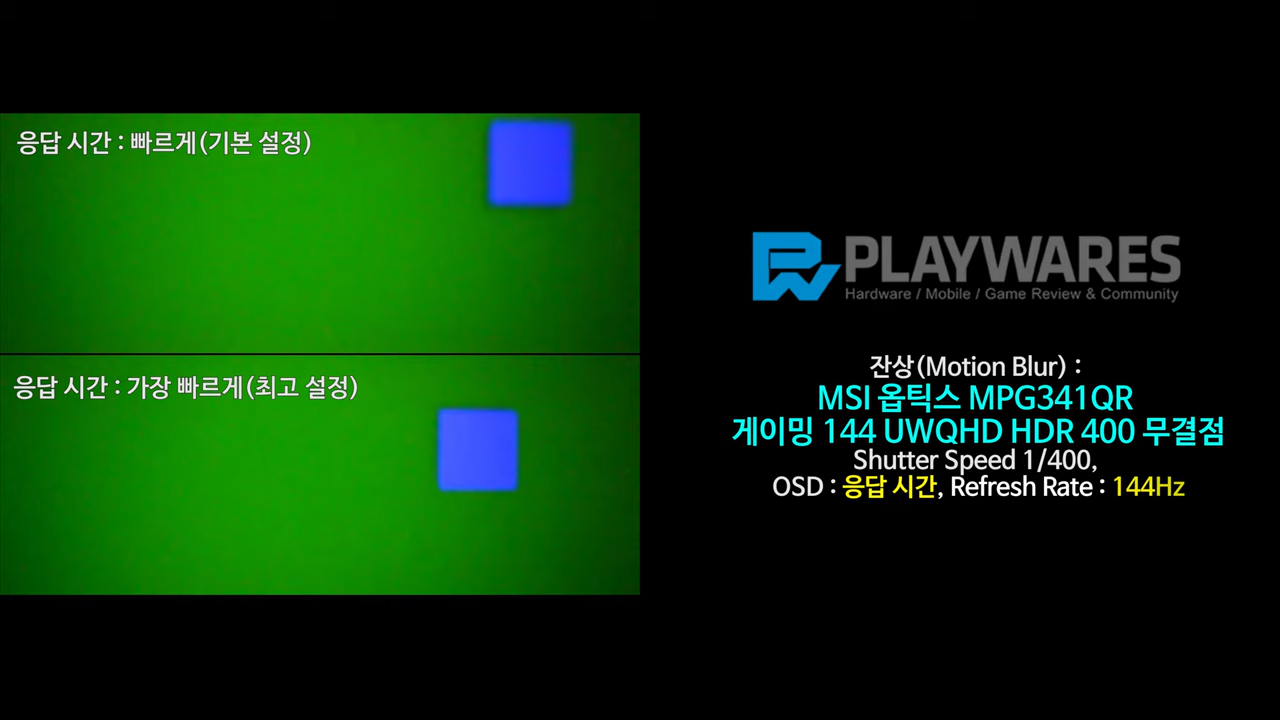 응답 시간 : 빠르게(기본 설정)
응답 시간 : 가장 빠르게(최고 설정)
PLAYWARES
Hardware / Mobile / Game Review & Community
잔상(Motion Blur) :
MSI 옵틱스 MPG341QR
게이밍 144 UWQHD HDR 400 무결점
Shutter Speed 1/400,
OSD : 응답 시간, Refresh Rate : 144Hz